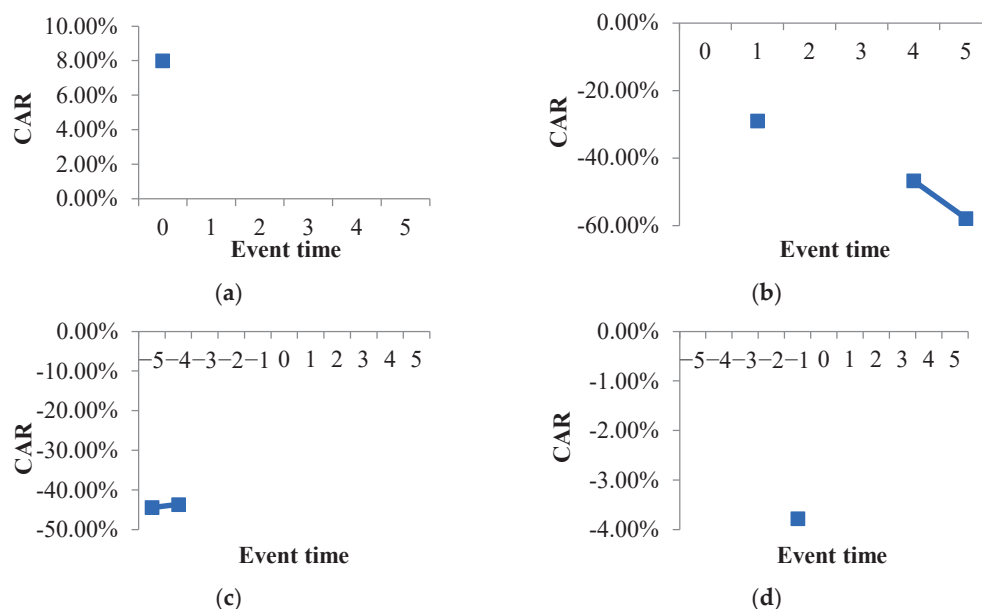 10.00%
8.00%
6.00%
4.00%
2.00%
0.00%
CAR
0 1 2 3 4 5
Event time
(a)
0.00%
-20.00%
-40.00%
-60.00%
CAR
0 1 2 3 4 5
Event time
(b)
0.00%
-10.00%
-20.00%
-30.00%
-40.00%
-50.00%
CAR
−5 −4 −3 −2 −1 0 1 2 3 4 5
Event time
(c)
0.00%
-1.00%
-2.00%
-3.00%
-4.00%
CAR
−5 −4 −3 −2 −1 0 1 2 3 4 5
Event time
(d)